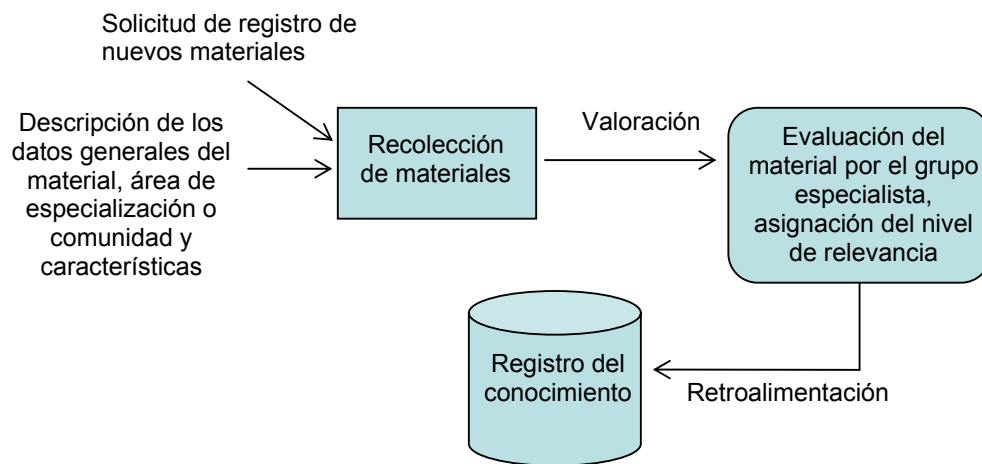 Solicitud de registro de
nuevos materiales
Descripción de los
datos generales del
material, área de
especialización o
comunidad y
características
Recolección
de materiales
Valoración
Evaluación del
material por el grupo
especialista,
asignación del nivel
de relevancia
Registro del
conocimiento
Retroalimentación